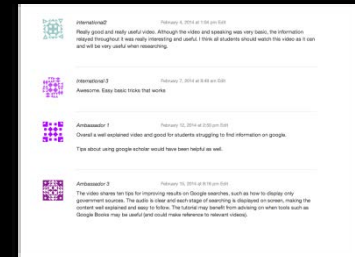 international2 February 4, 2014 at 1:56 pm Edit
Really good and really useful video. Although the video and speaking was very basic, the information
relayed throughout it was really interesting and useful. I think all students should watch this video as it can
and will be very useful when researching.
International 3 February 7, 2014 at 9:49 am Edit
Awesome. Easy basic tricks that works
Ambassador 1 February 10, 2014 at 2:30 pm Edit
Overall a well explained video and good for students struggling to find information on google.
Tips about using google scholar would have been helpful as well.
Ambassador 3 February 16, 2014 at 8:16 pm Edit
The video shares ten tips for improving results on Google searches, such as how to display only
government sources. The audio is clear and each stage of searching is displayed on screen, making the
content well explained and easy to follow. The tutorial may benefit from advising on when tools such as
Google Books may be useful (and could make reference to relevant videos).